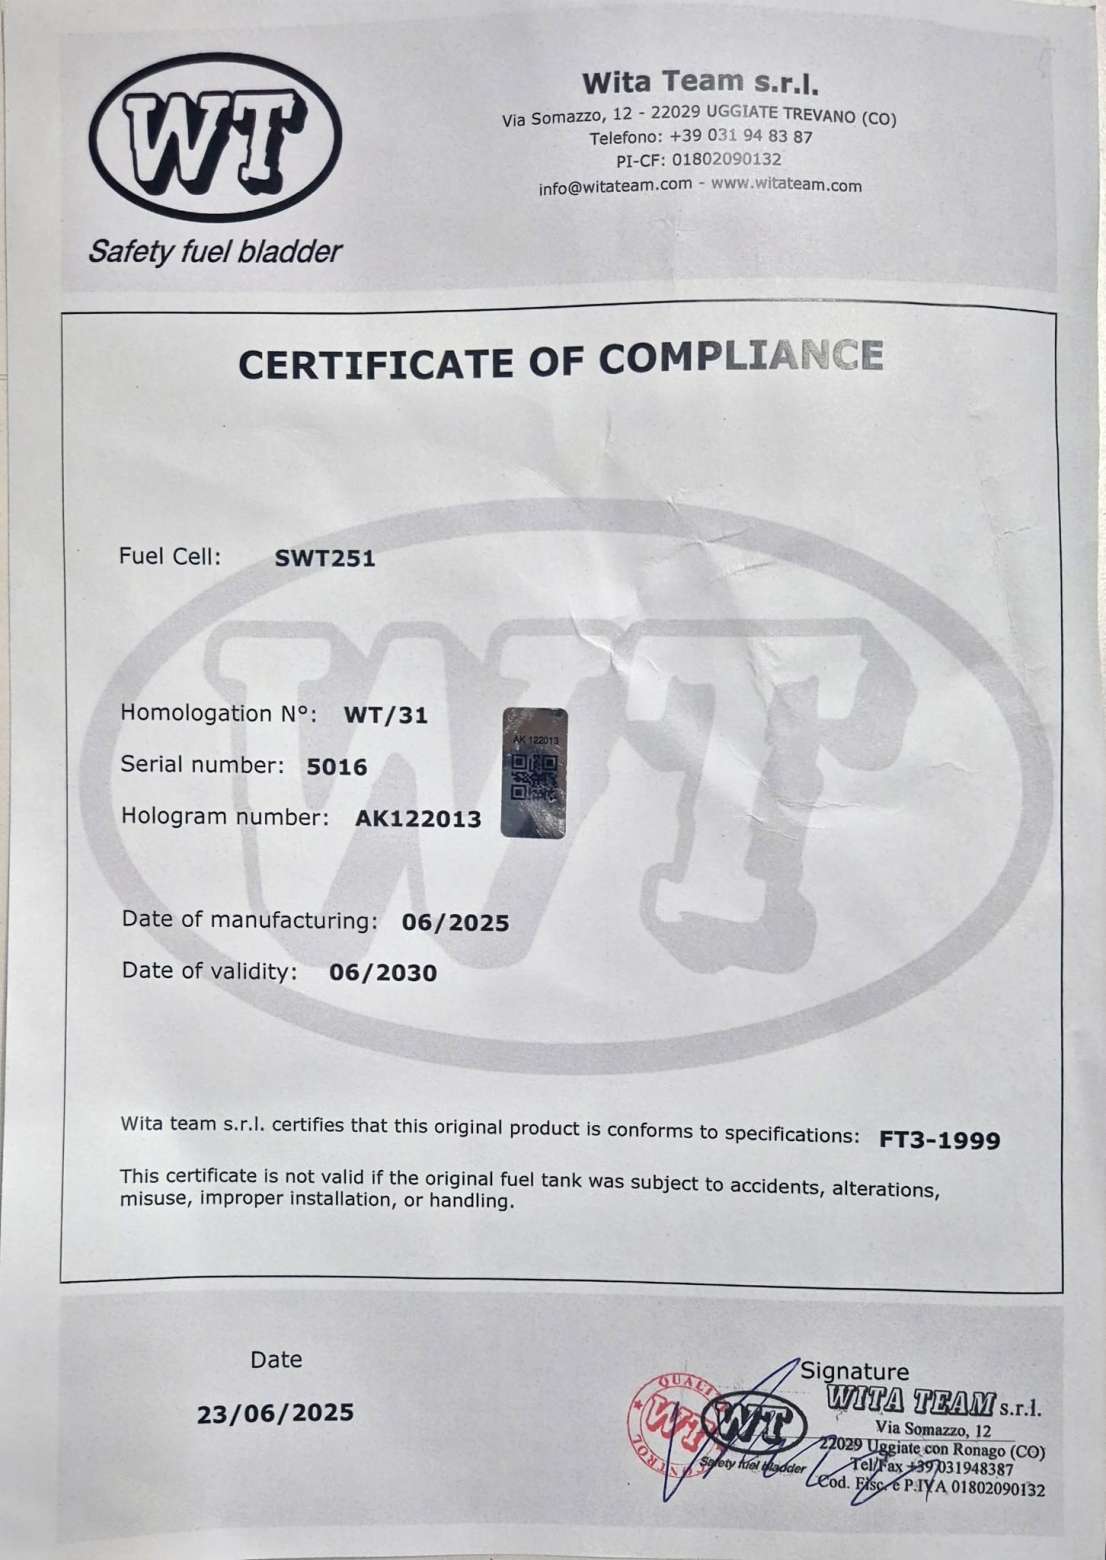 WT
Safety fuel bladder
Wita Team s.r.l.
Via Somazzo, 12 - 22029 UGGIATE TREVANO (CO)
Telefono: +39 031 94 83 87
PI-CF: 01802090132
info@witateam.com - www.witateam.com
CERTIFICATE OF COMPLIANCE
Fuel Cell: SWT251
WT
Homologation N°: WT/31
Serial number: 5016
Hologram number: AK122013
AK 122013
Date of manufacturing: 06/2025
Date of validity: 06/2030
Wita team s.r.l. certifies that this original product is conforms to specifications: FT3-1999
This certificate is not valid if the original fuel tank was subject to accidents, alterations,
misuse, improper installation, or handling.
Date
23/06/2025
Signature
QUALITY
WT
CONTROL
WT
Safety fuel bladder
WITA TEAM s.r.l.
Via Somazzo, 12
22029 Uggiate con Ronago (CO)
Tel/Fax +39 031948387
Cod. Fisc. e P.IVA 01802090132